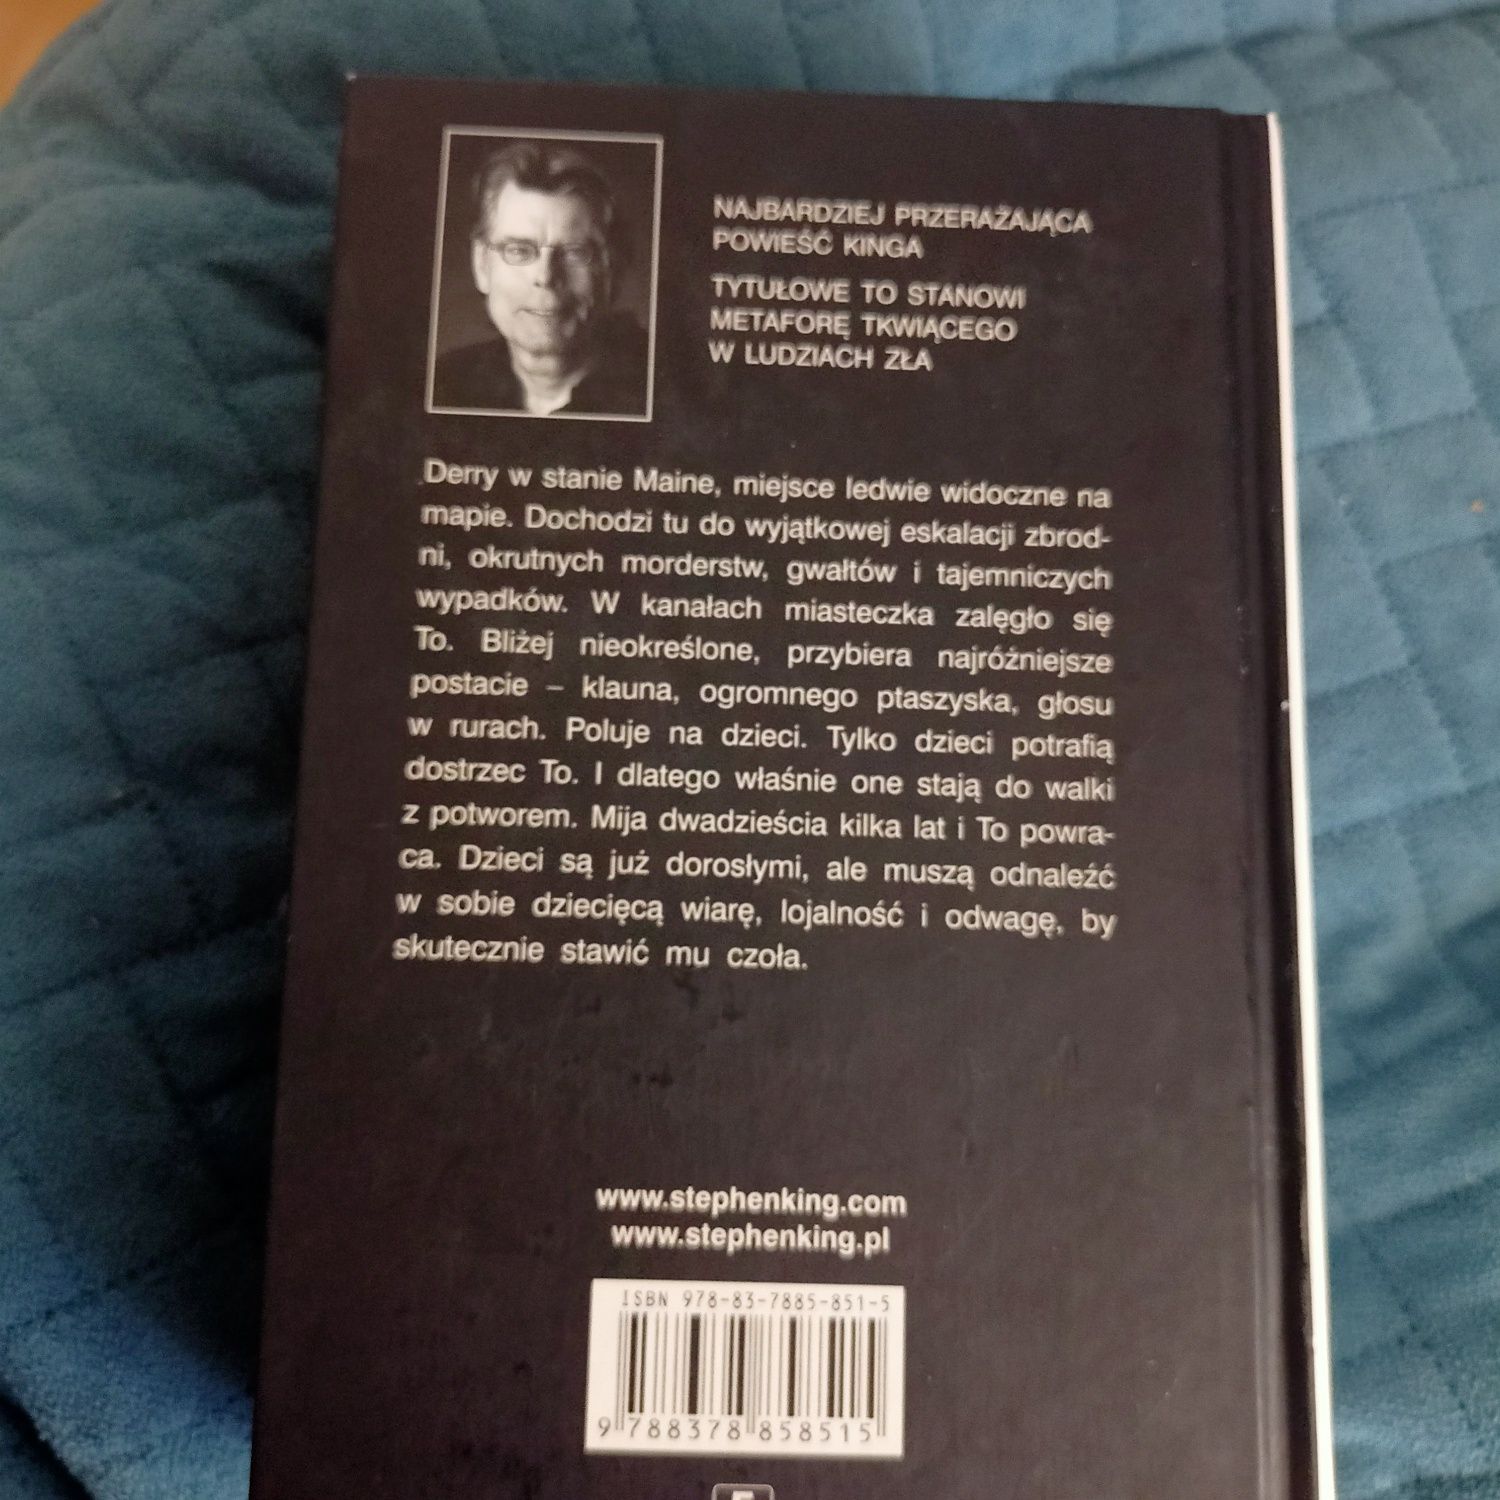 NAJBARDZIEJ PRZERAŻAJĄCA
POWIEŚĆ KINGA
TYTUŁOWE TO STANOWI
METAFORĘ TKWIĄCEGO
W LUDZIACH ZŁA
Derry w stanie Maine, miejsce ledwie widoczne na
mapie. Dochodzi tu do wyjątkowej eskalacji zbrod-
ni, okrutnych morderstw, gwałtów i tajemniczych
wypadków. W kanałach miasteczka zalęgło się
To. Bliżej nieokreślone, przybiera najróżniejsze
postacie – klauna, ogromnego ptaszyska, głosu
w rurach. Poluje na dzieci. Tylko dzieci potrafią
dostrzec To. I dlatego właśnie one stają do walki
z potworem. Mija dwadzieścia kilka lat i To powra-
ca. Dzieci są już dorosłymi, ale muszą odnaleźć
w sobie dziecięcą wiarę, lojalność i odwagę, by
skutecznie stawić mu czoła.
www.stephenking.com
www.stephenking.pl
ISBN 978-83-7885-851-5
9 788378 858515